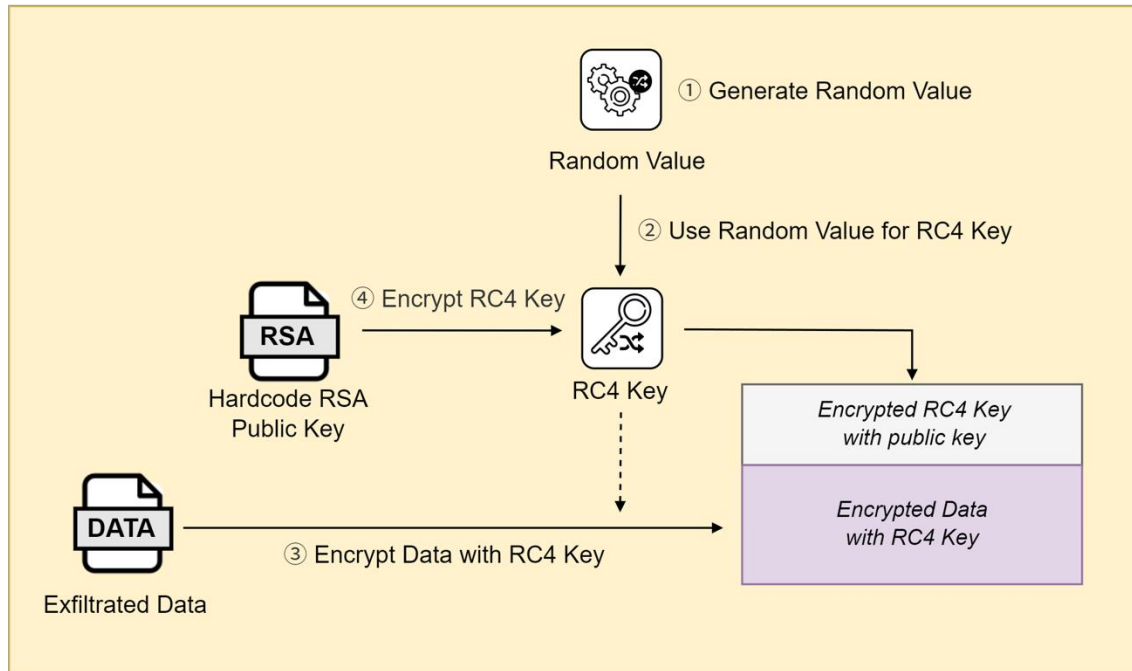 ① Generate Random Value
Random Value
② Use Random Value for RC4 Key
④ Encrypt RC4 Key
RSA
Hardcode RSA
Public Key
RC4 Key
Encrypted RC4 Key
with public key
DATA
③ Encrypt Data with RC4 Key
Encrypted Data
with RC4 Key
Exfiltrated Data